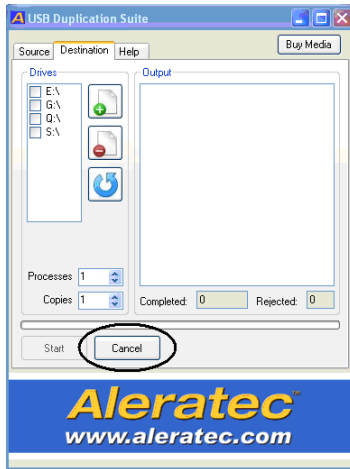 A USB Duplication Suite
Buy Media
Source Destination Help
Drives
Output
E:\
G:\
Q:\
S:\
Processes 1
Copies 1
Completed: 0 Rejected: 0
Start Cancel
Aleratec™
www.aleratec.com